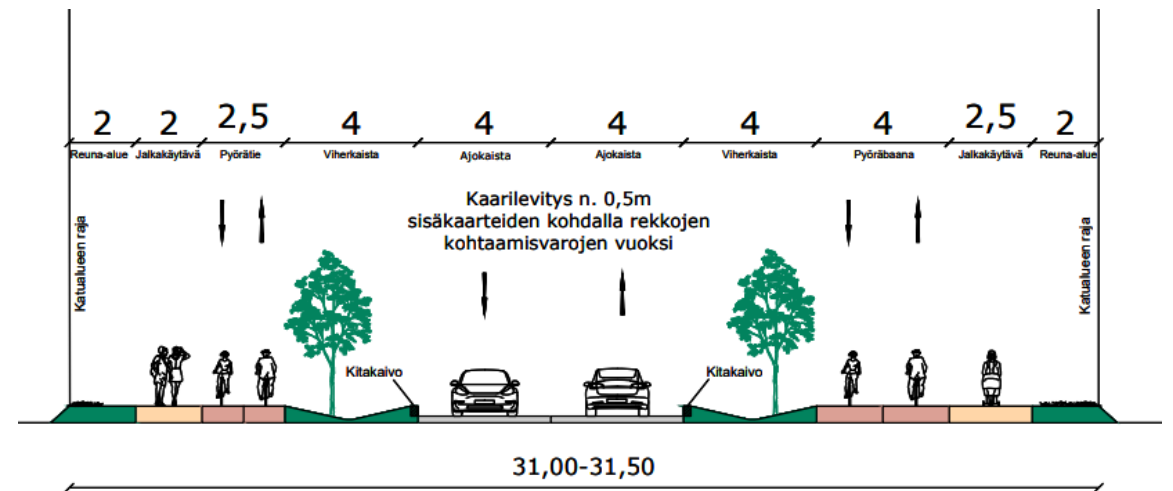 2 2 2,5 4 4 4 4 4 2,5 2
Reuna-alue Jalkakäytävä Pyörätie Viherkaista Ajokaista Ajokaista Viherkaista Pyöräbaana Jalkakäytävä Reuna-alue
Kaarilevitys n. 0,5m
sisäkaarteiden kohdalla rekkojen
kohtaamisvarojen vuoksi
Katualueen raja
Katualueen raja
Kitakaivo
Kitakaivo
31,00-31,50